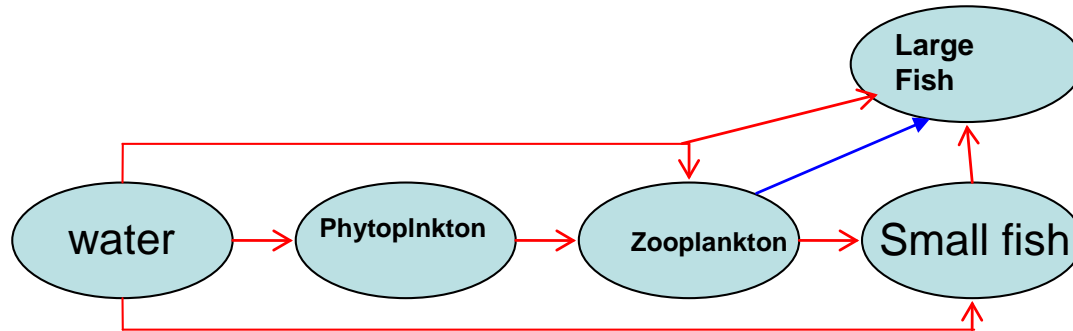 Large
Fish
water
Phytoplnkton
Zooplankton
Small fish